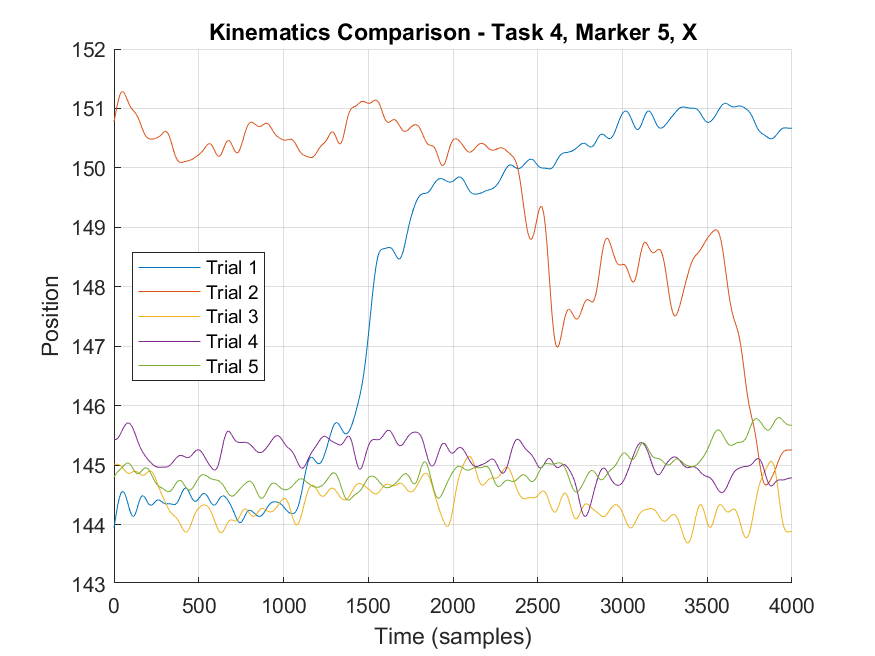 Kinematics Comparison - Task 4, Marker 5, X
152
151
150
149
148
147
146
145
144
143
Position
Trial 1
Trial 2
Trial 3
Trial 4
Trial 5
0 500 1000 1500 2000 2500 3000 3500 4000
Time (samples)